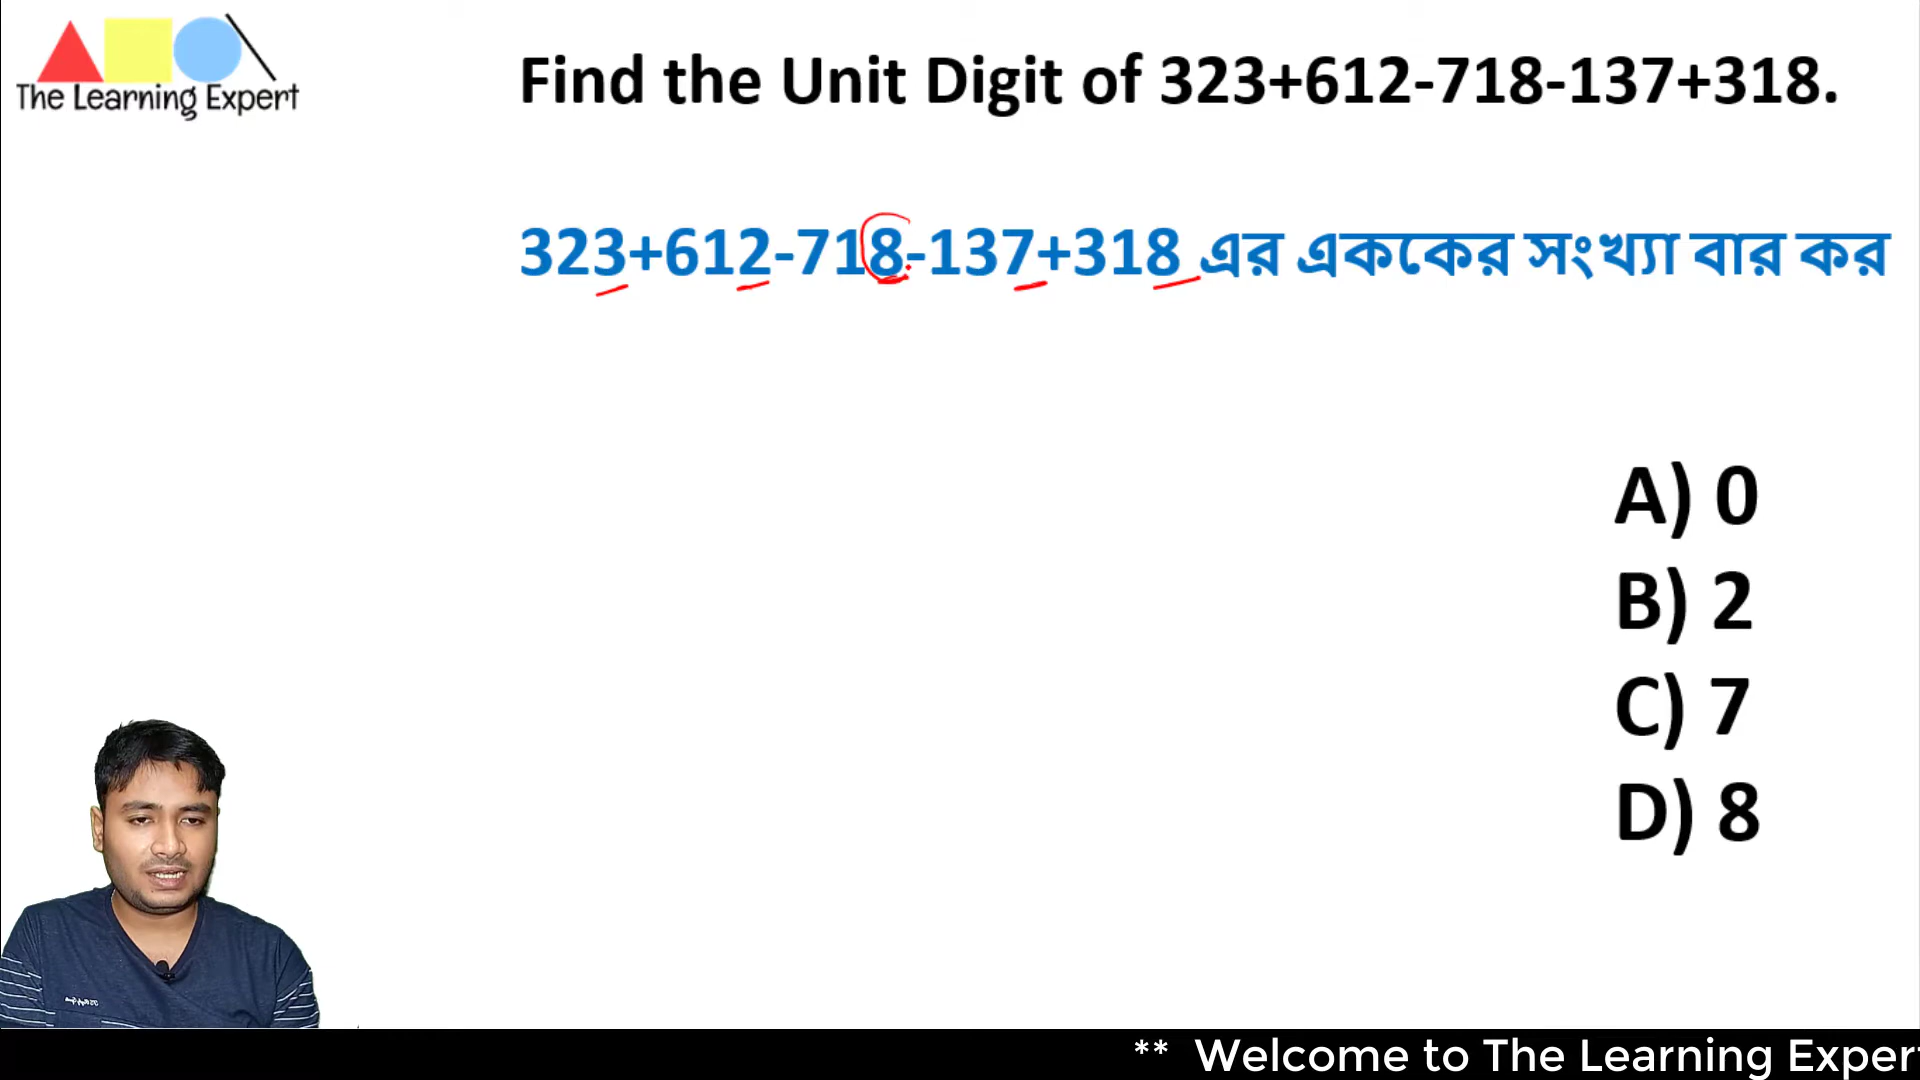 The Learning Expert
Find the Unit Digit of 323+612-718-137+318.
323+612-718-137+318 এর এককের সংখ্যা বার কর
A) 0
B) 2
C) 7
D) 8
** Welcome to The Learning Exper